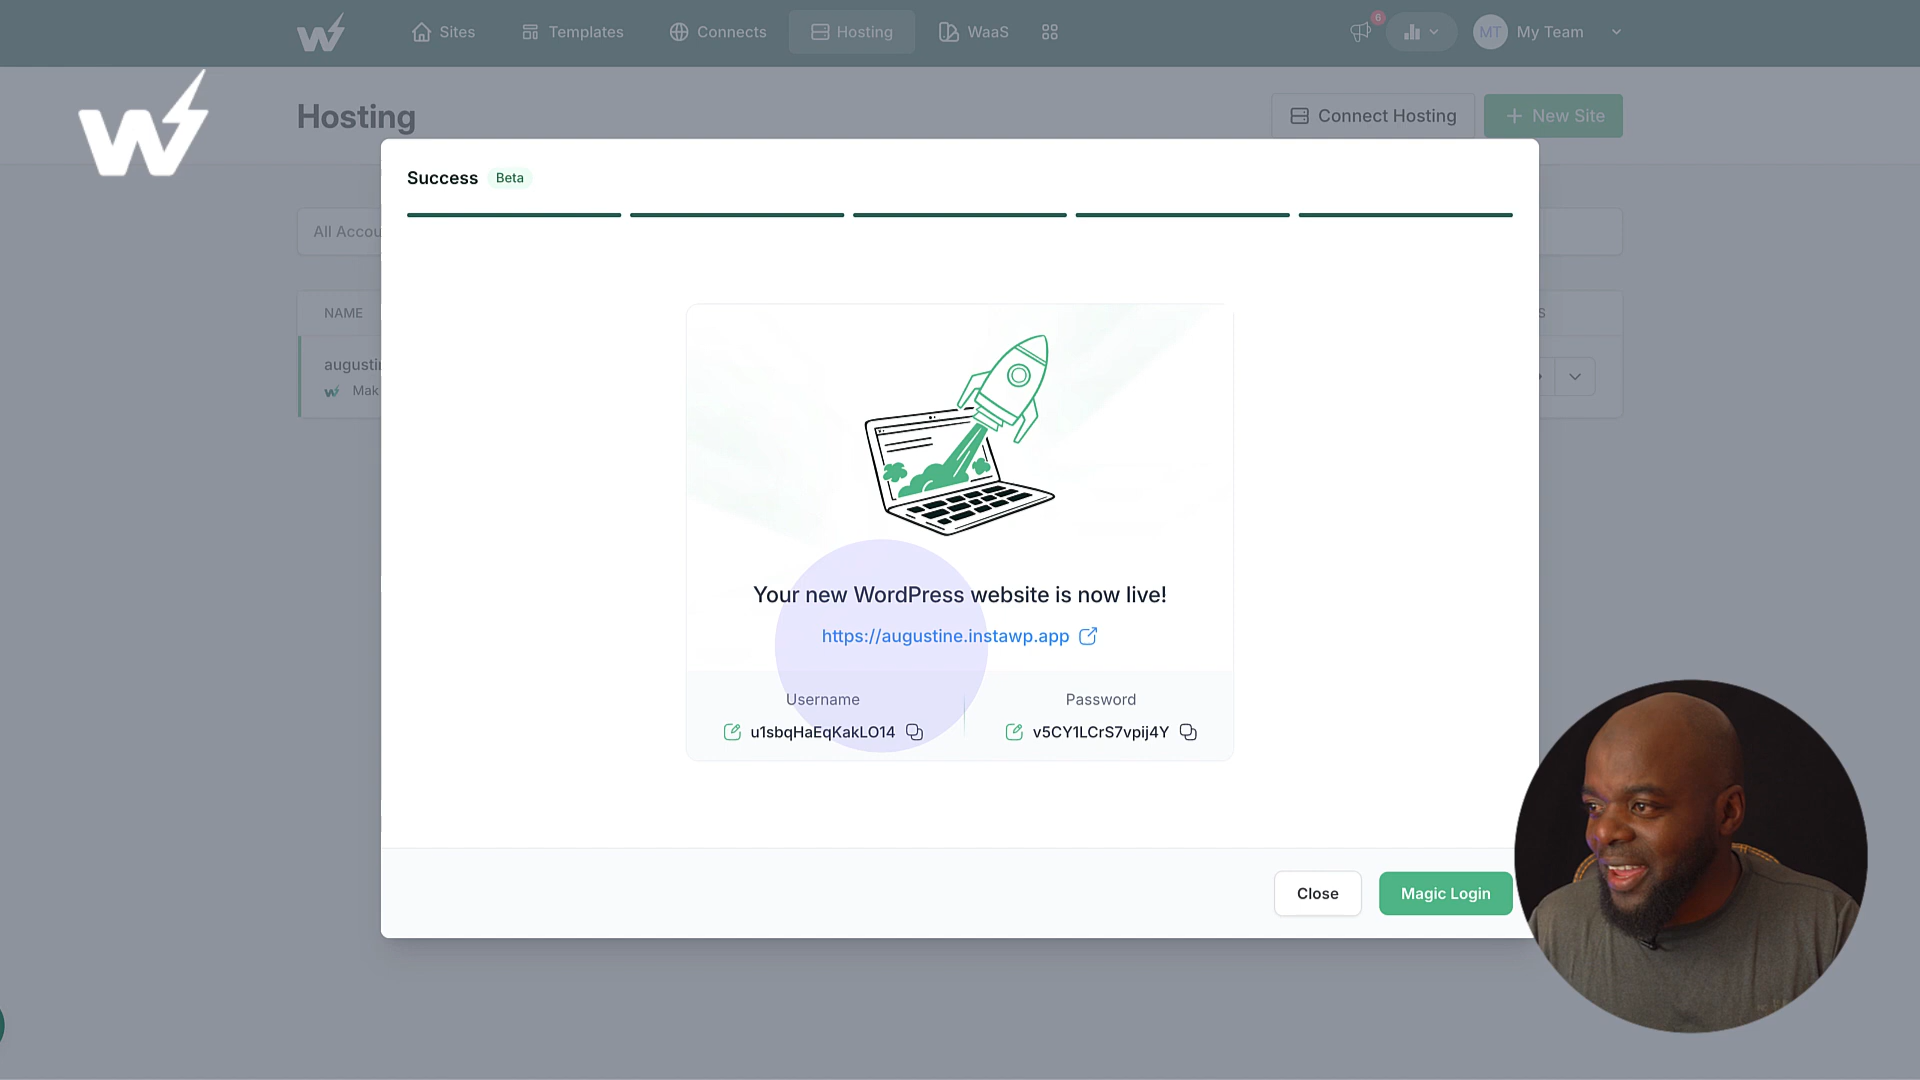 Sites
Templates
Connects
Hosting
WaaS
6
MT
My Team
Hosting
Connect Hosting
New Site
Success
Beta
All Accou
NAME
S
augusti
Mak
Your new WordPress website is now live!
https://augustine.instawp.app
Username
Password
u1sbqHaEqKakLO14
v5CY1LCrS7vpij4Y
Close
Magic Login